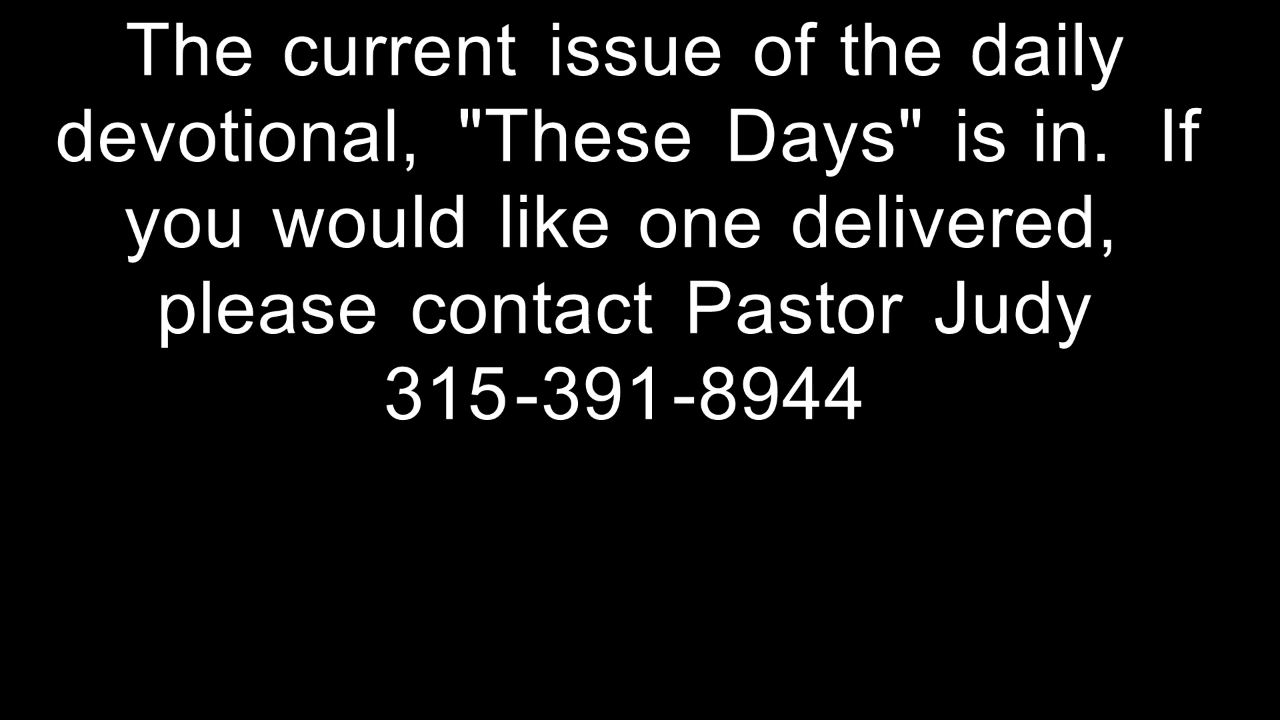 The current issue of the daily
devotional, "These Days" is in.  If
you would like one delivered,
please contact Pastor Judy
315-391-8944